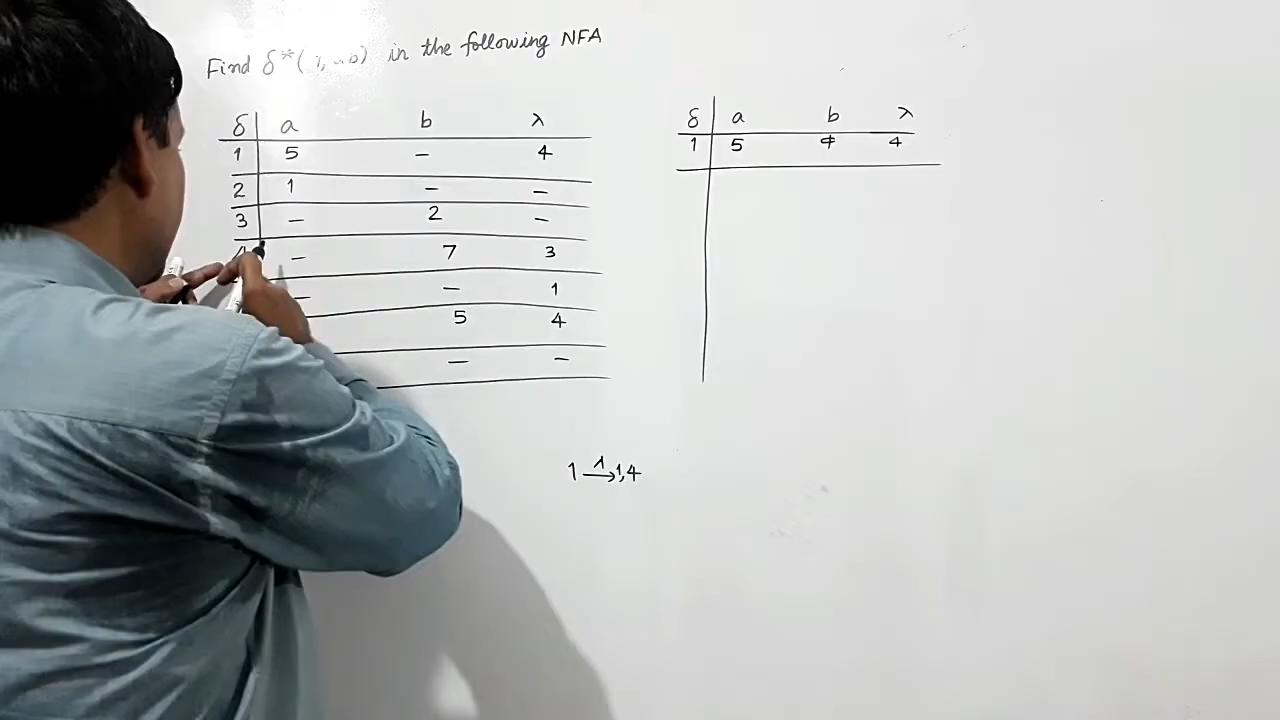 Find δ*( in the following NFA
δ a b λ
1 5 – 4
2 1 – –
3 – 2 –
4 – 7 3
– – 1
5 4
– –
δ a b λ
1 5 ϕ 4
1 λ→ 1,4